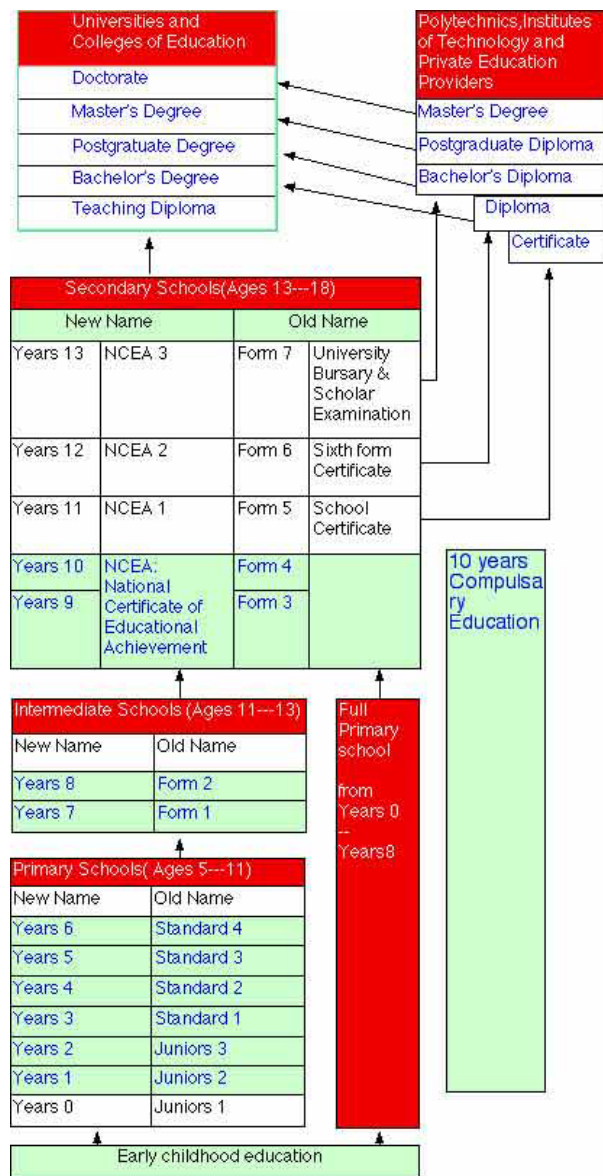 Universities and
Colleges of Education
Doctorate
Master's Degree
Postgratuate Degree
Bachelor's Degree
Teaching Diploma
Polytechnics,Institutes
of Technology and
Private Education
Providers
Master's Degree
Postgraduate Diploma
Bachelor's Diploma
Diploma
Certificate
Secondary Schools(Ages 13---18)
New Name
Old Name
Years 13
NCEA 3
Form 7
University
Bursary &
Scholar
Examination
Years 12
NCEA 2
Form 6
Sixth form
Certificate
Years 11
NCEA 1
Form 5
School
Certificate
Years 10
Years 9
NCEA:
National
Certificate of
Educational
Achievement
Form 4
Form 3
10 years
Compulsa
ry
Education
Intermediate Schools (Ages 11---13)
New Name
Old Name
Years 8
Form 2
Years 7
Form 1
Full
Primary
school
from
Years 0
--
Years8
Primary Schools( Ages 5---11)
New Name
Old Name
Years 6
Standard 4
Years 5
Standard 3
Years 4
Standard 2
Years 3
Standard 1
Years 2
Juniors 3
Years 1
Juniors 2
Years 0
Juniors 1
Early childhood education